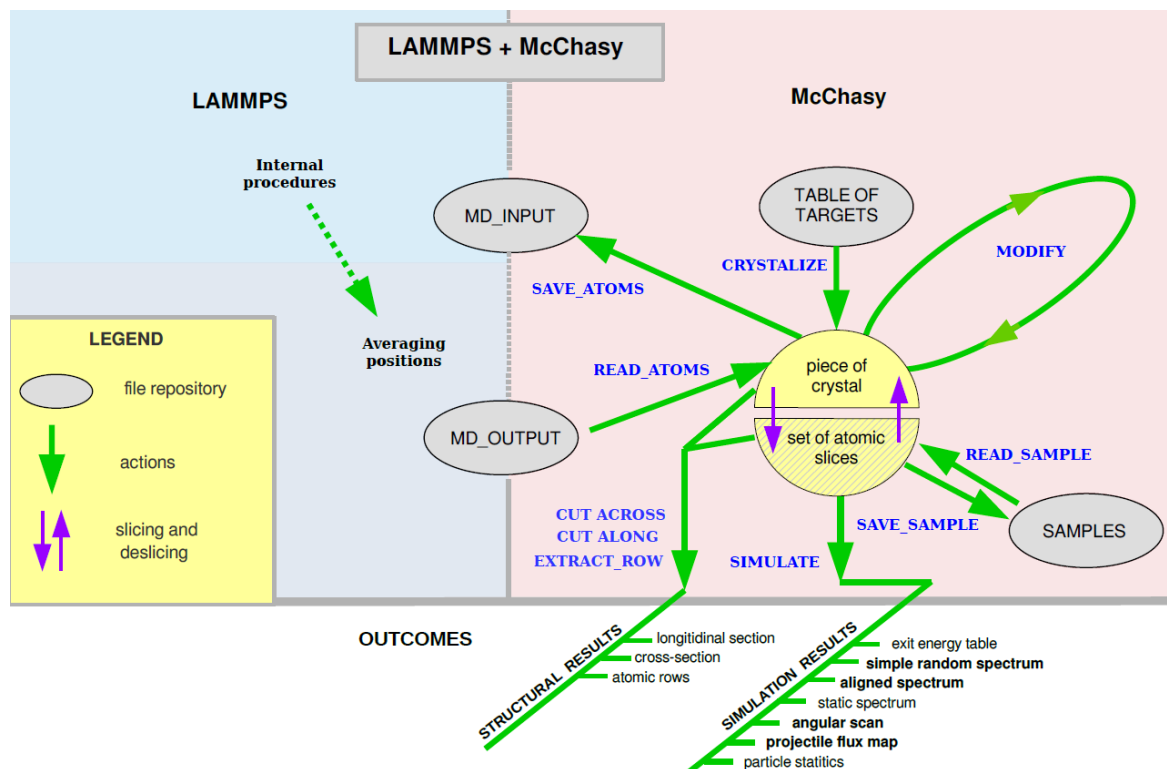 LAMMPS + McChasy
LAMMPS
McChasy
Internal
procedures
MD_INPUT
TABLE OF
TARGETS
CRYSTALIZE
MODIFY
SAVE_ATOMS
Averaging
positions
READ_ATOMS
piece of
crystal
LEGEND
file repository
actions
slicing and
deslicing
MD_OUTPUT
set of atomic
slices
READ_SAMPLE
SAVE_SAMPLE
SAMPLES
CUT ACROSS
CUT ALONG
EXTRACT_ROW
SIMULATE
OUTCOMES
STRUCTURAL RESULTS
longitidinal section
cross-section
atomic rows
SIMULATION RESULTS
exit energy table
simple random spectrum
aligned spectrum
static spectrum
angular scan
projectile flux map
particle statitics